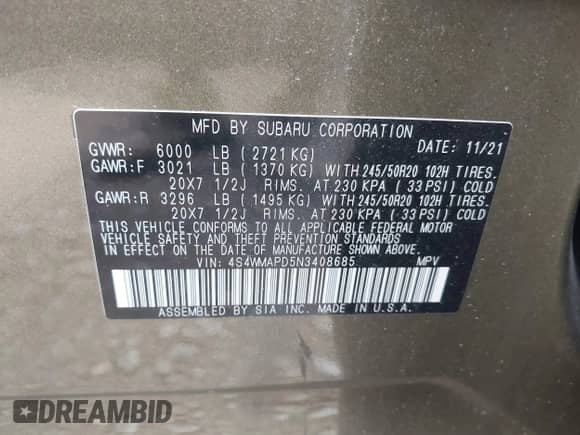 MFD BY SUBARU CORPORATION
GVWR: 6000 LB ( 2721 KG) DATE: 11/21
GAWR:F 3021 LB ( 1370 KG) WITH 245/50R20 102H TIRES.
20X7 1/2J RIMS. AT 230 KPA ( 33 PSI) COLD
GAWR:R 3296 LB ( 1495 KG) WITH 245/50R20 102H TIRES.
20X7 1/2J RIMS. AT 230 KPA ( 33 PSI) COLD
THIS VEHICLE CONFORMS TO ALL APPLICABLE FEDERAL MOTOR
VEHICLE SAFETY AND THEFT PREVENTION STANDARDS
IN EFFECT ON THE DATE OF MANUFACTURE SHOWN ABOVE.
VIN: 4S4WMAPD5N3408685 MPV
ASSEMBLED BY SIA INC. MADE IN U.S.A.
DREAMBID